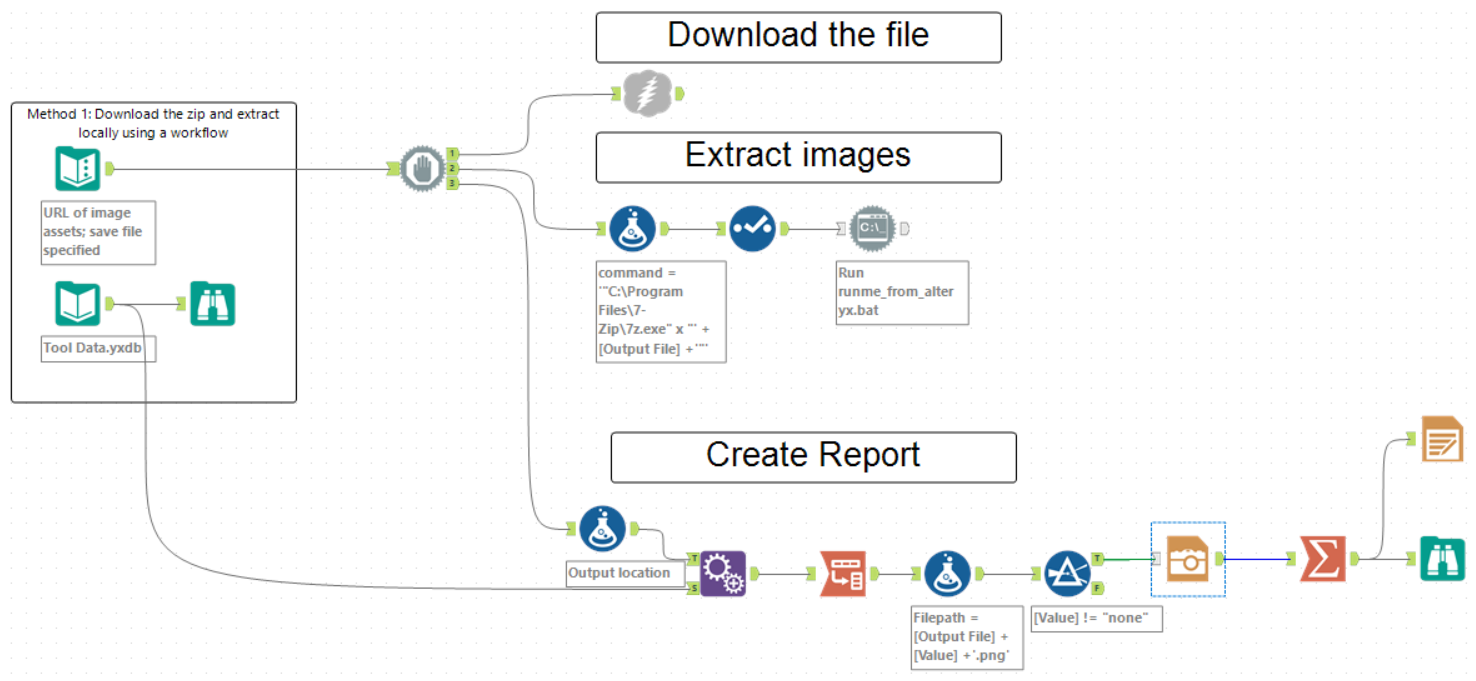 Download the file
Method 1: Download the zip and extract
locally using a workflow
1
2
3
Extract images
URL of image
assets; save file
specified
C:\_
command =
'"C:\Program
Files\7-
Zip\7z.exe" x "' +
[Output File] +'"'
Run
runme_from_alter
yx.bat
Tool Data.yxdb
Create Report
Output location
T
S
T
F
Filepath =
[Output File] +
[Value] +'.png'
[Value] != "none"